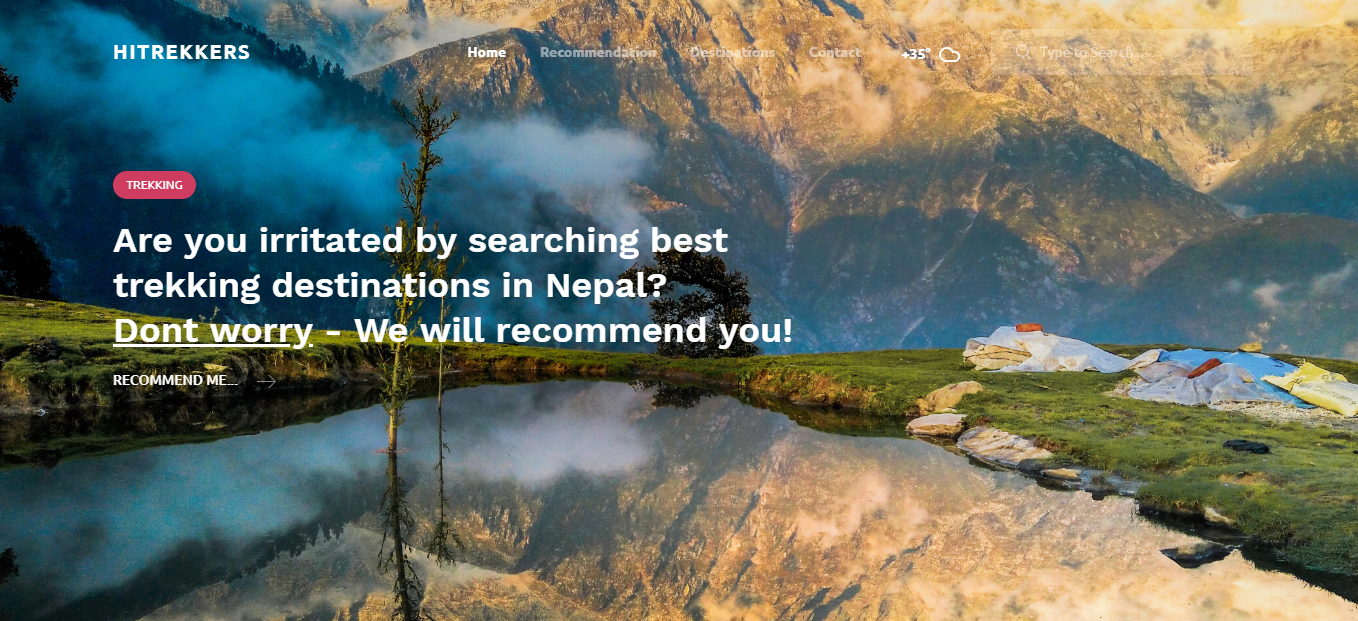 HITREKKERS
Home Recommendation Destinations Contact +35° Type to Search...
TREKKING
Are you irritated by searching best
trekking destinations in Nepal?
Dont worry - We will recommend you!
RECOMMEND ME...